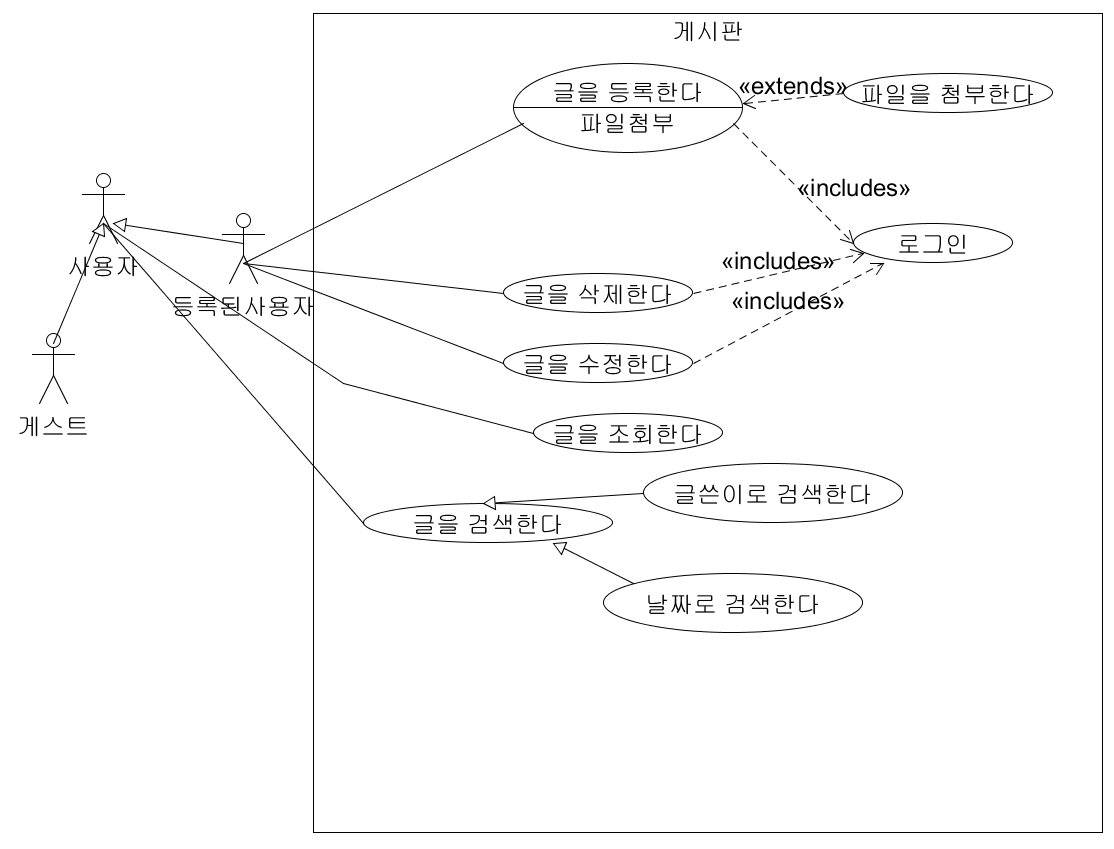 게시판
글을 등록한다
파일첨부
«extends»
파일을 첨부한다
«includes»
로그인
사용자
등록된사용자
«includes»
글을 삭제한다
«includes»
글을 수정한다
게스트
글을 조회한다
글쓴이로 검색한다
글을 검색한다
날짜로 검색한다